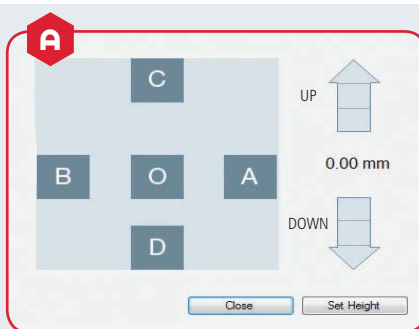 A
C
UP
B O A
0.00 mm
DOWN
D
Close
Set Height